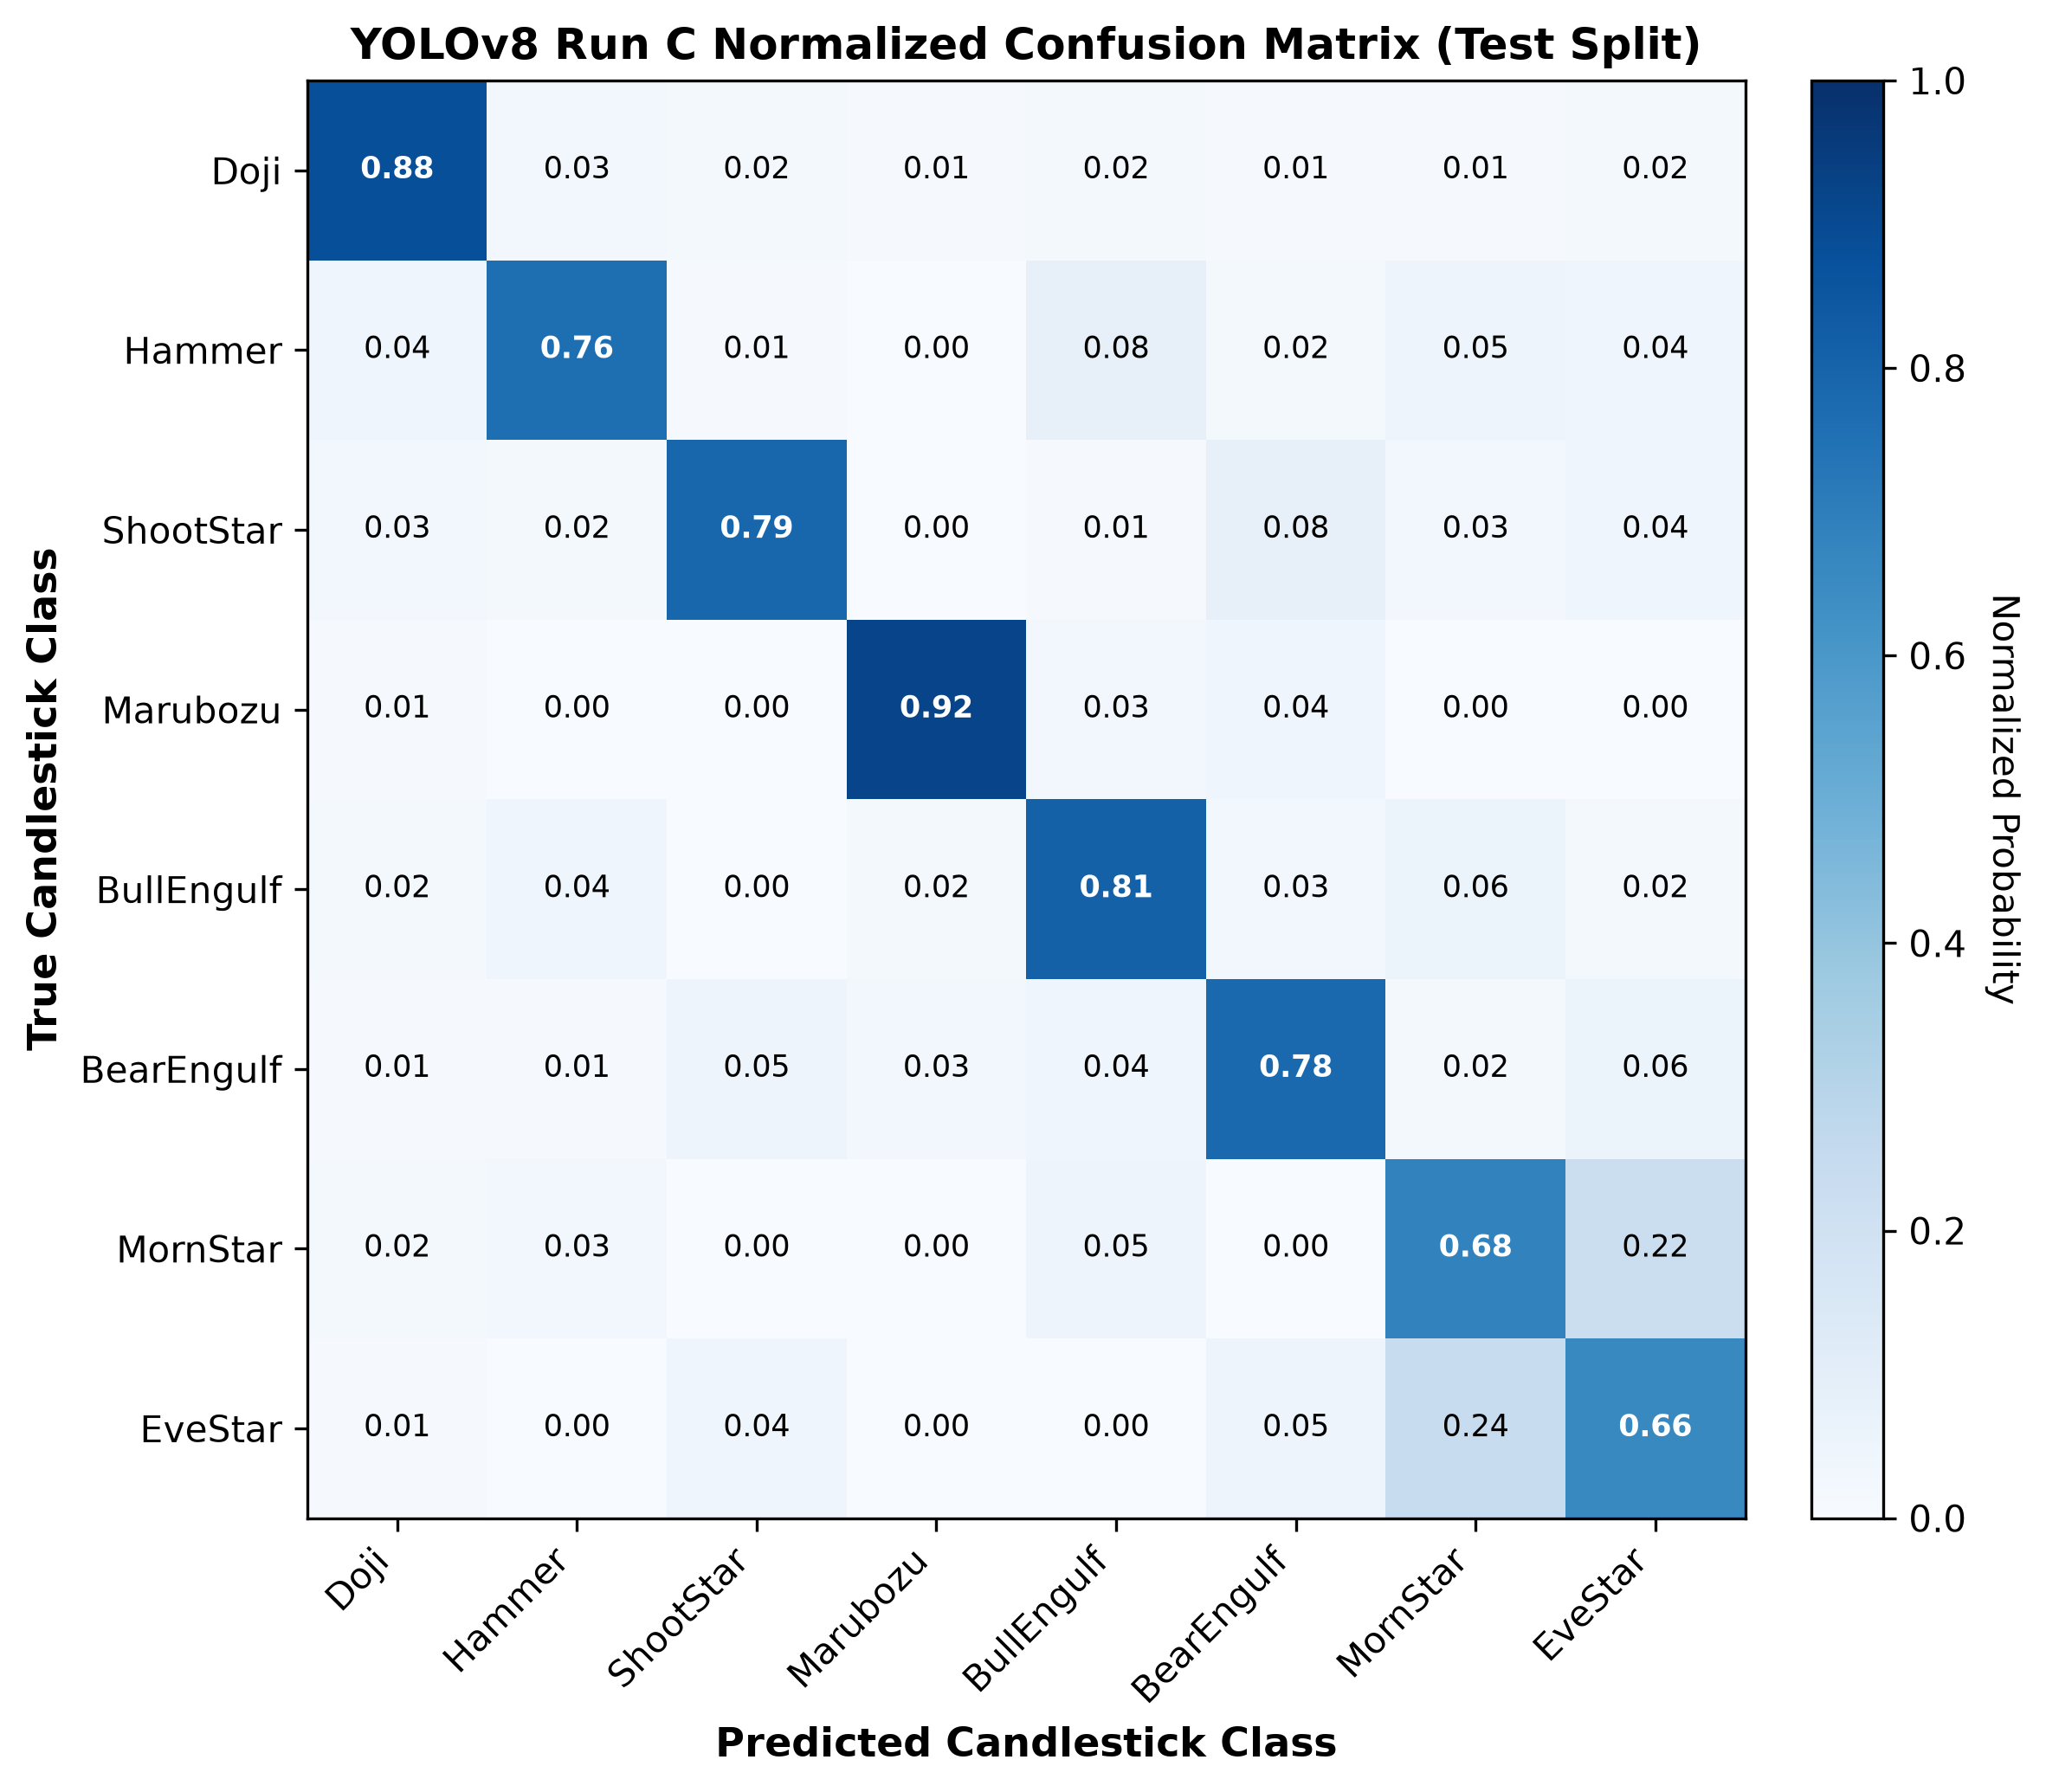 YOLOv8 Run C Normalized Confusion Matrix (Test Split)
True Candlestick Class
Doji 0.88 0.03 0.02 0.01 0.02 0.01 0.01 0.02
Hammer 0.04 0.76 0.01 0.00 0.08 0.02 0.05 0.04
ShootStar 0.03 0.02 0.79 0.00 0.01 0.08 0.03 0.04
Marubozu 0.01 0.00 0.00 0.92 0.03 0.04 0.00 0.00
BullEngulf 0.02 0.04 0.00 0.02 0.81 0.03 0.06 0.02
BearEngulf 0.01 0.01 0.05 0.03 0.04 0.78 0.02 0.06
MornStar 0.02 0.03 0.00 0.00 0.05 0.00 0.68 0.22
EveStar 0.01 0.00 0.04 0.00 0.00 0.05 0.24 0.66
Doji Hammer ShootStar Marubozu BullEngulf BearEngulf MornStar EveStar
Predicted Candlestick Class
1.0
0.8
0.6
0.4
0.2
0.0
Normalized Probability